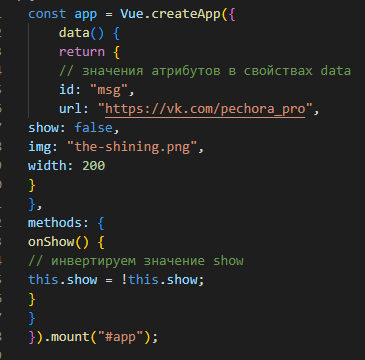 const app = Vue.createApp({
data() {
return {
// значения атрибутов в свойствах data
id: "msg",
url: "https://vk.com/pechora_pro",
show: false,
img: "the-shining.png",
width: 200
}
},
methods: {
onShow() {
// инвертируем значение show
this.show = !this.show;
}
}
}).mount("#app");